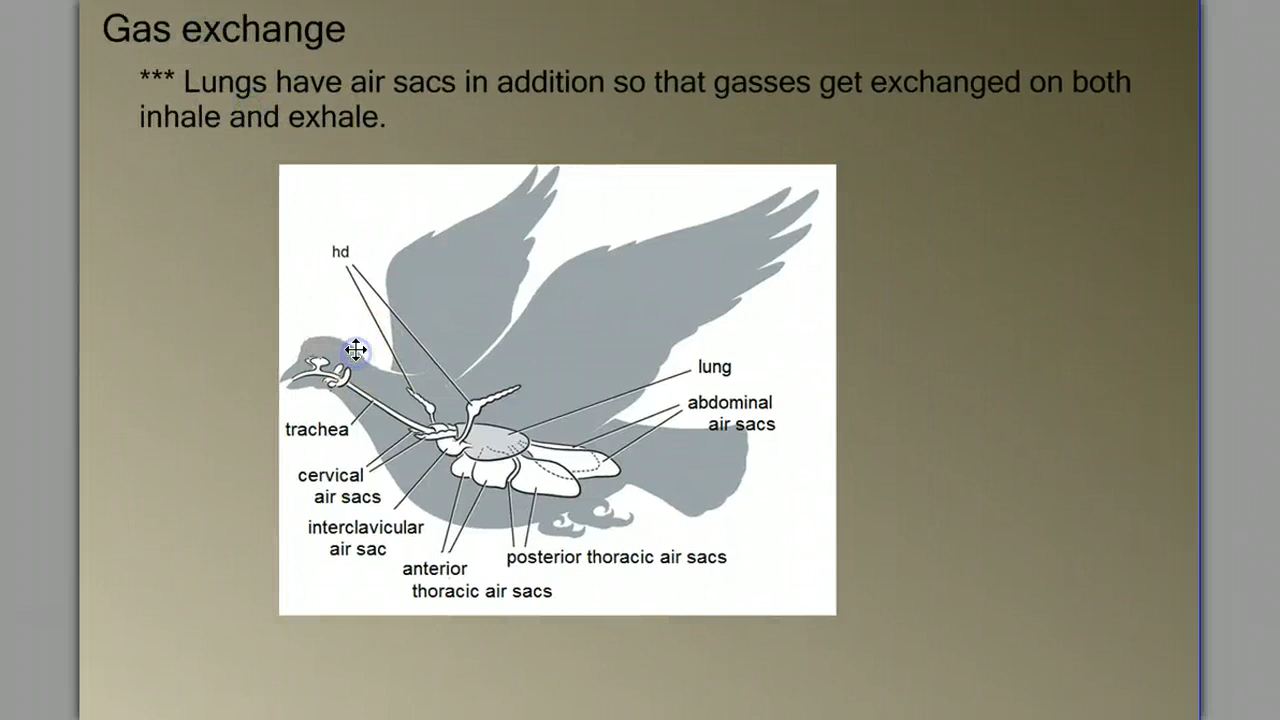 Gas exchange
*** Lungs have air sacs in addition so that gasses get exchanged on both
inhale and exhale.
hd
lung
abdominal
air sacs
trachea
cervical
air sacs
interclavicular
air sac
posterior thoracic air sacs
anterior
thoracic air sacs